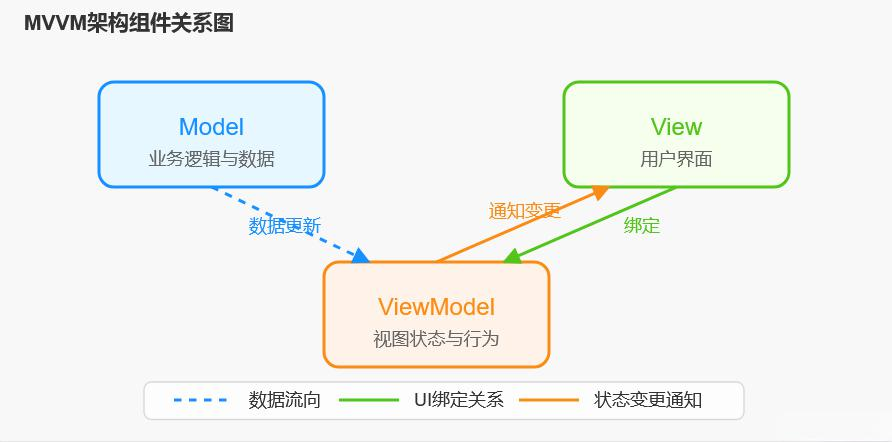 MVVM架构组件关系图
Model
业务逻辑与数据
View
用户界面
数据更新
通知变更
绑定
ViewModel
视图状态与行为
数据流向
UI绑定关系
状态变更通知